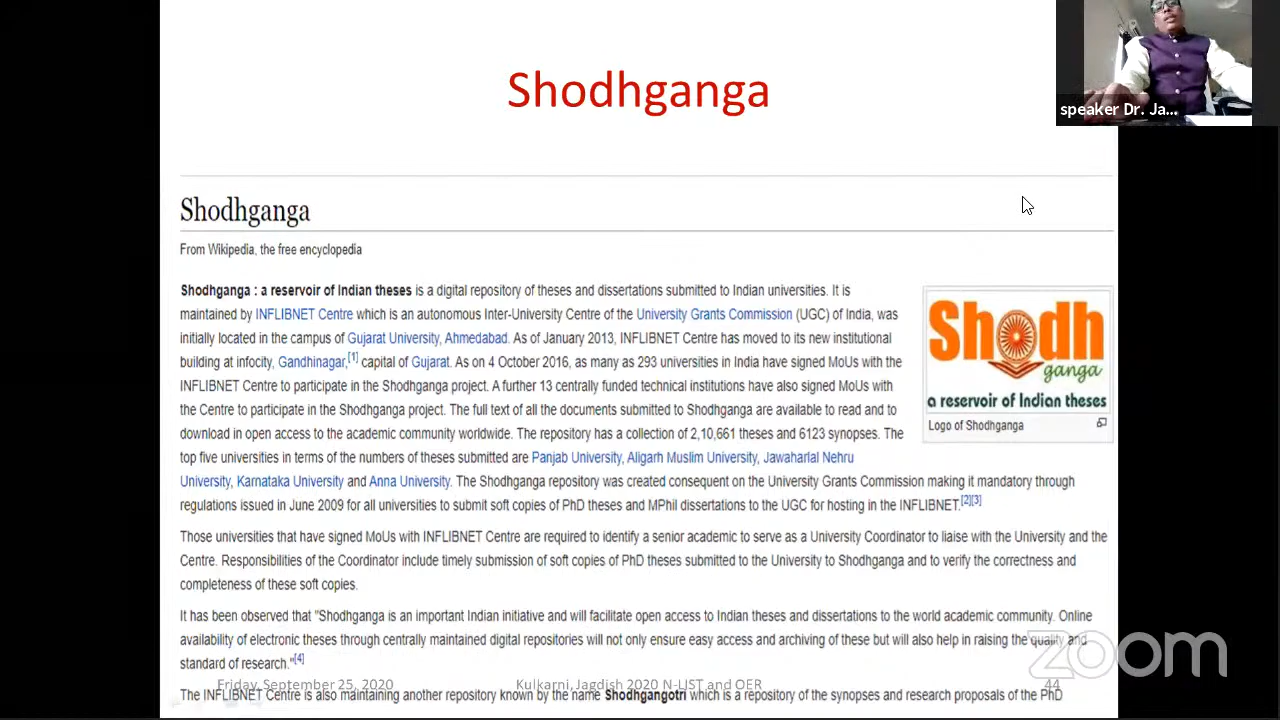 Shodhganga
speaker Dr. Ja...
Shodhganga
From Wikipedia, the free encyclopedia
Shodhganga : a reservoir of Indian theses is a digital repository of theses and dissertations submitted to Indian universities. It is
maintained by INFLIBNET Centre which is an autonomous Inter-University Centre of the University Grants Commission (UGC) of India, was
initially located in the campus of Gujarat University, Ahmedabad. As of January 2013, INFLIBNET Centre has moved to its new institutional
building at infocity, Gandhinagar,[1] capital of Gujarat. As on 4 October 2016, as many as 293 universities in India have signed MoUs with the
INFLIBNET Centre to participate in the Shodhganga project. A further 13 centrally funded technical institutions have also signed MoUs with
the Centre to participate in the Shodhganga project. The full text of all the documents submitted to Shodhganga are available to read and to
download in open access to the academic community worldwide. The repository has a collection of 2,10,661 theses and 6123 synopses. The
top five universities in terms of the numbers of theses submitted are Panjab University, Aligarh Muslim University, Jawaharlal Nehru
University, Karnataka University and Anna University. The Shodhganga repository was created consequent on the University Grants Commission making it mandatory through
regulations issued in June 2009 for all universities to submit soft copies of PhD theses and MPhil dissertations to the UGC for hosting in the INFLIBNET.[2][3]
Shodh
ganga
a reservoir of Indian theses
Logo of Shodhganga
Those universities that have signed MoUs with INFLIBNET Centre are required to identify a senior academic to serve as a University Coordinator to liaise with the University and the
Centre. Responsibilities of the Coordinator include timely submission of soft copies of PhD theses submitted to the University to Shodhganga and to verify the correctness and
completeness of these soft copies.
It has been observed that "Shodhganga is an important Indian initiative and will facilitate open access to Indian theses and dissertations to the world academic community. Online
availability of electronic theses through centrally maintained digital repositories will not only ensure easy access and archiving of these but will also help in raising the quality and
standard of research."[4]
The INFLIBNET Centre is also maintaining another repository known by the name Shodhgangotri which is a repository of the synopses and research proposals of the PhD
Friday, September 25, 2020
Kulkarni, Jagdish 2020 N-LIST and OER
44
zoom